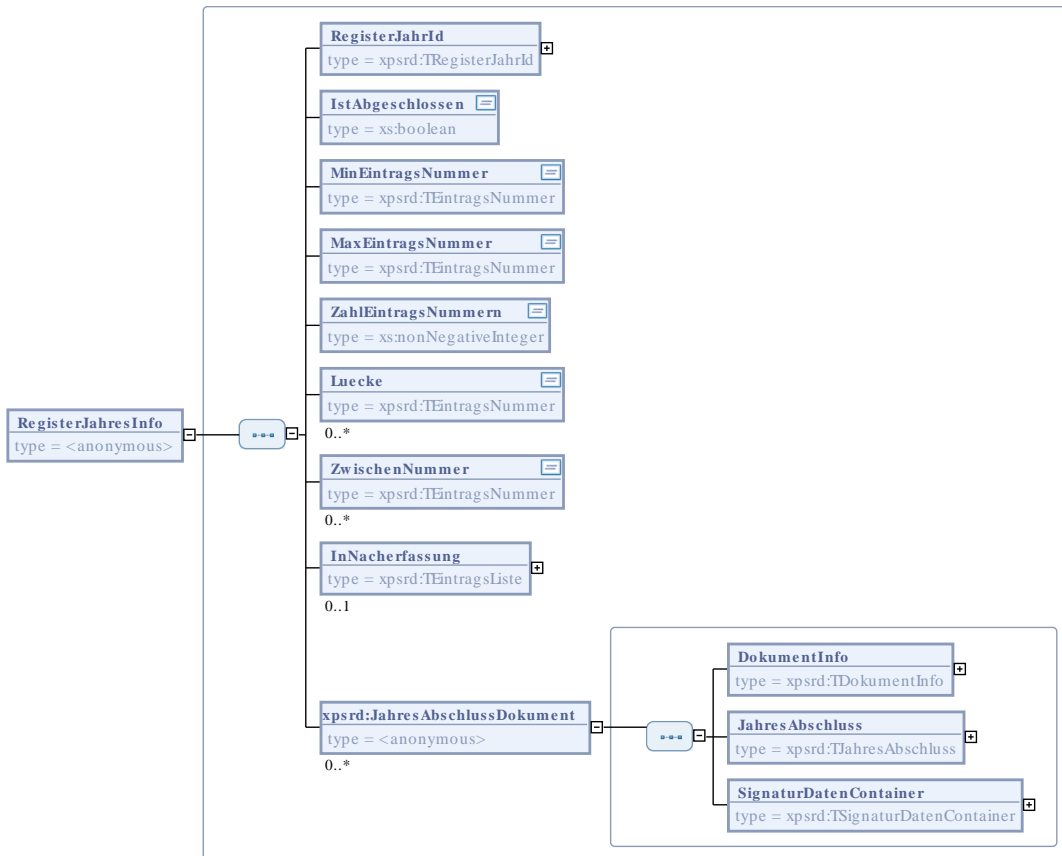 RegisterJahrId
type = xpsrd:TRegisterJahrId
IstAbgeschlossen
type = xs:boolean
MinEintragsNummer
type = xpsrd:TEintragsNummer
MaxEintragsNummer
type = xpsrd:TEintragsNummer
ZahlEintragsNummern
type = xs:nonNegativeInteger
Luecke
type = xpsrd:TEintragsNummer
0..*
RegisterJahresInfo
type = <anonymous>
ZwischenNummer
type = xpsrd:TEintragsNummer
0..*
InNacherfassung
type = xpsrd:TEintragsListe
0..1
xpsrd:JahresAbschlussDokument
type = <anonymous>
0..*
DokumentInfo
type = xpsrd:TDokumentInfo
JahresAbschluss
type = xpsrd:TJahresAbschluss
SignaturDatenContainer
type = xpsrd:TSignaturDatenContainer